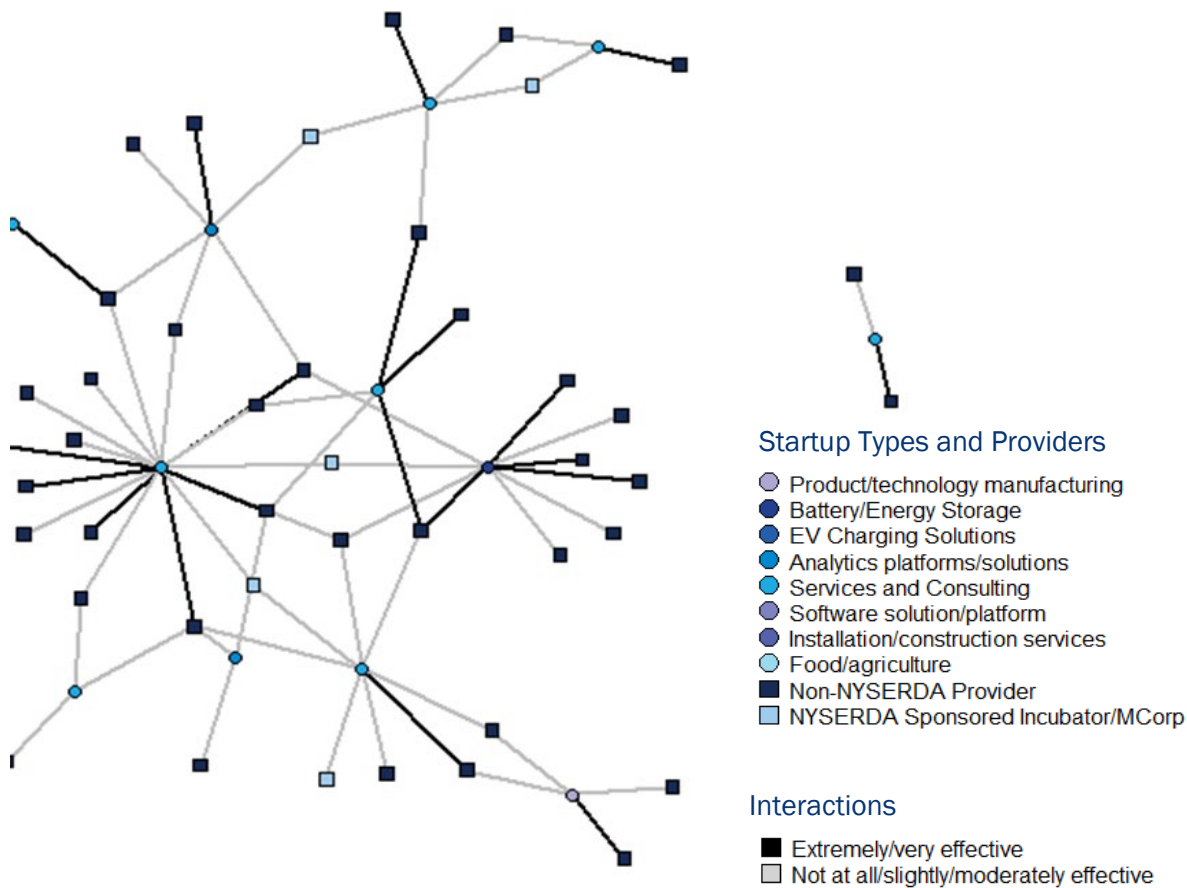 Startup Types and Providers
Product/technology manufacturing
Battery/Energy Storage
EV Charging Solutions
Analytics platforms/solutions
Services and Consulting
Software solution/platform
Installation/construction services
Food/agriculture
Non-NYSERDA Provider
NYSERDA Sponsored Incubator/MCorp
Interactions
Extremely/very effective
Not at all/slightly/moderately effective